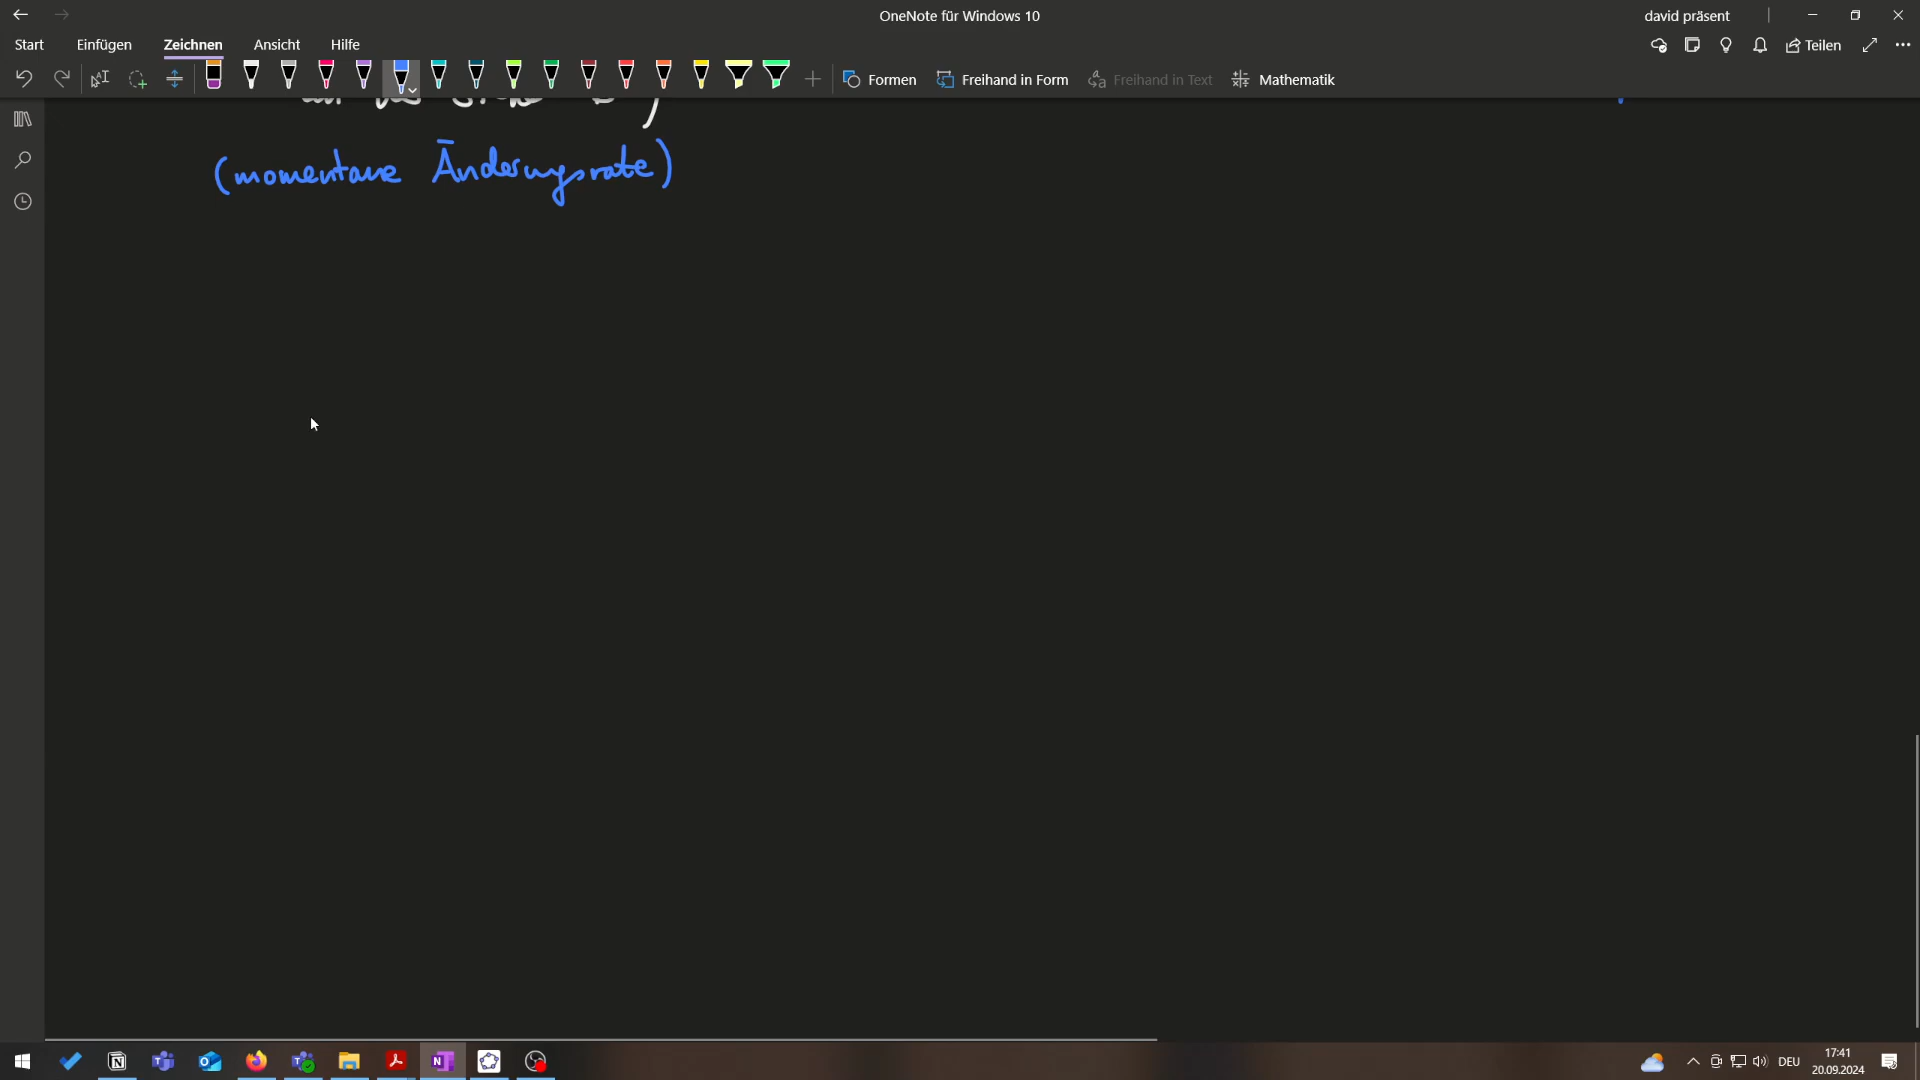 OneNote für Windows 10
david präsent
Start Einfügen Zeichnen Ansicht Hilfe
Teilen
Formen Freihand in Form Freihand in Text Mathematik
(momentane Änderungsrate)
DEU
17:41
20.09.2024